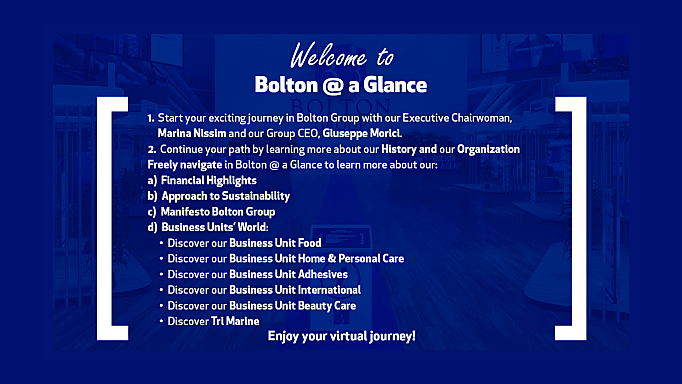 Welcome to
Bolton @ a Glance
BOLTON
1. Start your exciting journey in Bolton Group with our Executive Chairwoman,
Marina Nissim and our Group CEO, Giuseppe Morici.
2. Continue your path by learning more about our History and our Organization
Freely navigate in Bolton @ a Glance to learn more about our:
a) Financial Highlights
b) Approach to Sustainability
c) Manifesto Bolton Group
d) Business Units' World:
• Discover our Business Unit Food
• Discover our Business Unit Home & Personal Care
• Discover our Business Unit Adhesives
• Discover our Business Unit International
• Discover our Business Unit Beauty Care
• Discover Tri Marine
Enjoy your virtual journey!